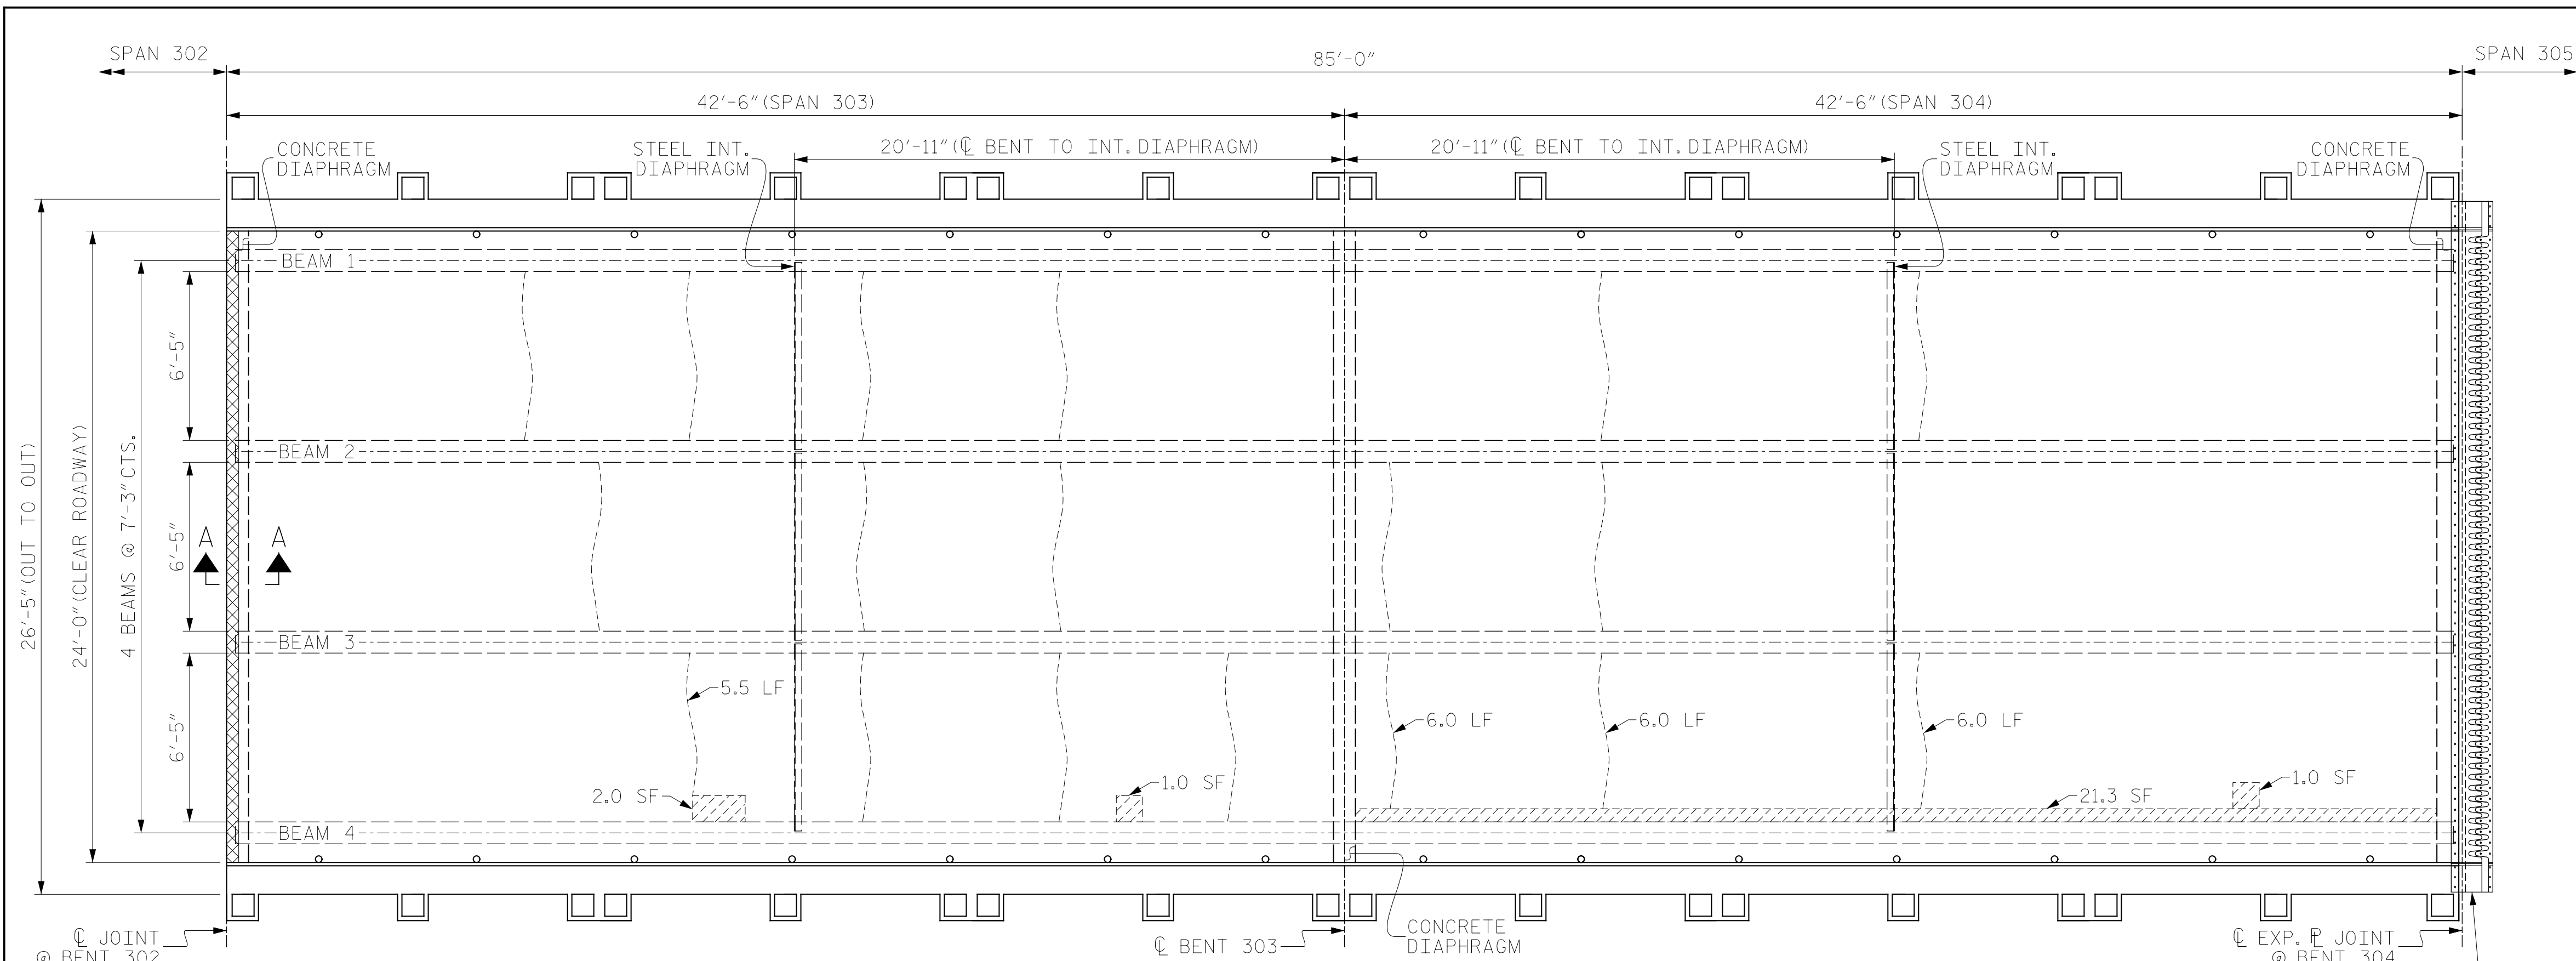 SPAN 302
85'-0"
SPAN 305
42'-6"(SPAN 303)
42'-6"(SPAN 304)
CONCRETE
DIAPHRAGM
STEEL INT.
DIAPHRAGM
20'-11"(℄ BENT TO INT. DIAPHRAGM)
20'-11"(℄ BENT TO INT. DIAPHRAGM)
STEEL INT.
DIAPHRAGM
CONCRETE
DIAPHRAGM
26'-5"(OUT TO OUT)
24'-0"(CLEAR ROADWAY)
4 BEAMS @ 7'-3" CTS.
6'-5"
6'-5"
6'-5"
BEAM 1
BEAM 2
A
A
BEAM 3
5.5 LF
6.0 LF
6.0 LF
6.0 LF
2.0 SF
1.0 SF
21.3 SF
1.0 SF
BEAM 4
℄ JOINT
@ BENT 302
℄ BENT 303
CONCRETE
DIAPHRAGM
℄ EXP. ⅊ JOINT
@ BENT 304